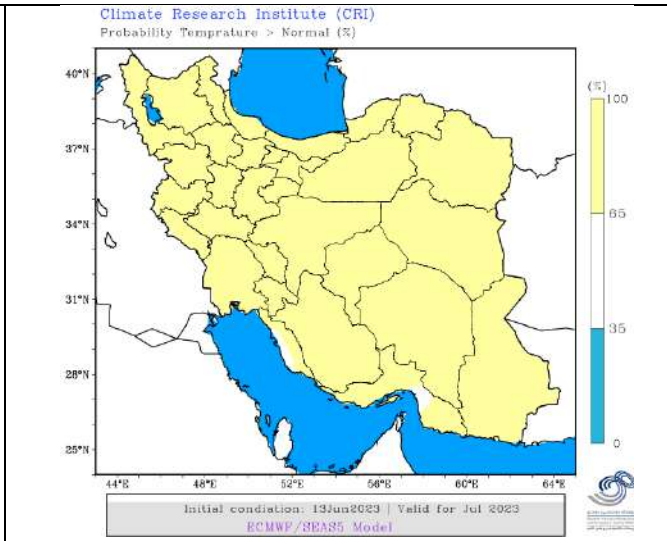 Climate Research Institute (CRI)
Probability Temprature > Normal (%)
(%)
40°N
37°N
34°N
31°N
28°N
25°N
100
65
35
0
44°E 48°E 52°E 56°E 60°E 64°E
Initial condiation: 13Jun2023 | Valid for Jul 2023
ECMWF/SEAS5 Model